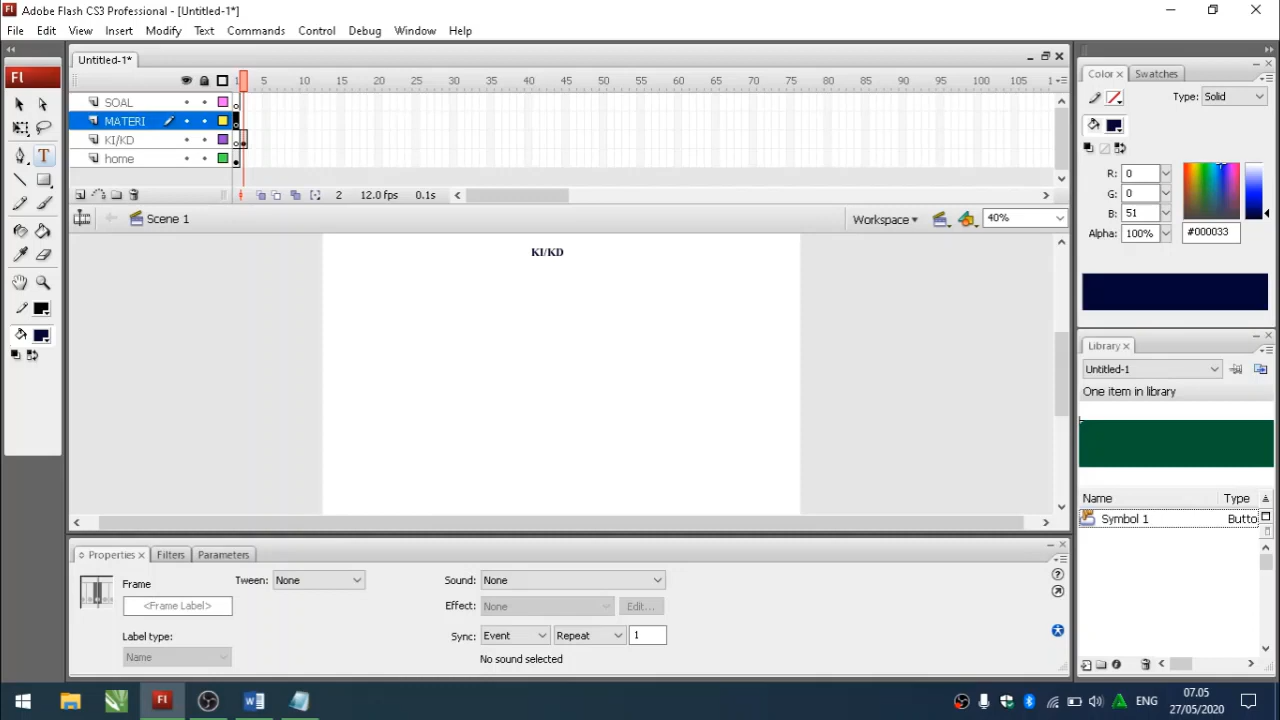 Adobe Flash CS3 Professional - [Untitled-1*]
File Edit View Insert Modify Text Commands Control Debug Window Help
Fl
Untitled-1*
1 5 10 15 20 25 30 35 40 45 50 55 60 65 70 75 80 85 90 95 100 105 1
SOAL
MATERI
KI/KD
home
2 12.0 fps 0.1s
Scene 1
Workspace
40%
KI/KD
Properties Filters Parameters
Frame
<Frame Label>
Label type:
Name
Tween: None
Sound: None
Effect: None Edit...
Sync: Event Repeat 1
No sound selected
Color Swatches
Type: Solid
R: 0
G: 0
B: 51
Alpha: 100% #000033
Library
Untitled-1
One item in library
Name Type
Symbol 1 Butto
Fl
ENG
07.05
27/05/2020